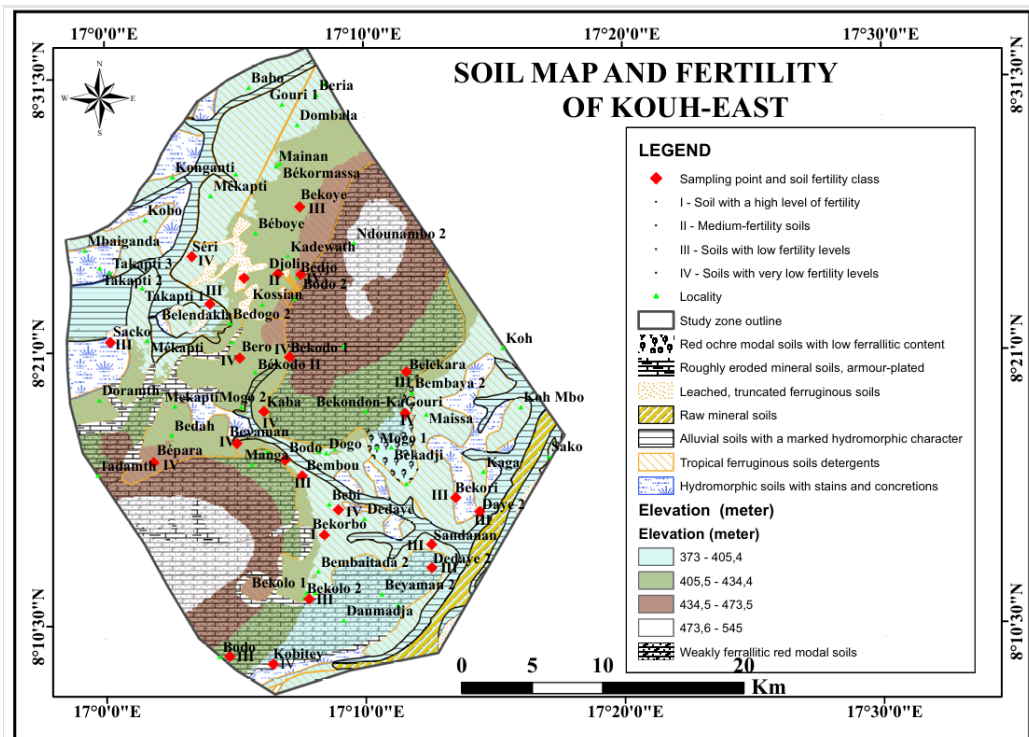 17°0'0"E 17°10'0"E 17°20'0"E 17°30'0"E
8°31'30"N
8°21'0"N
8°10'30"N
8°31'30"N
8°21'0"N
8°10'30"N
N
W E
S
SOIL MAP AND FERTILITY
OF KOUH-EAST
Babo
Beria
Gouri 1
Dombala
Mainan
Békormassa
Konganti
Mékapti
Bekoye
III
Kobo
Béboye
Ndounambo 2
Mbaiganda
Séri
IV
Kadewath
Takapti 3
Djoli
Bédjo
Takapti 2
II
IV
Bodo 2
Takapti 1
III
Kossian
Belendakla
Bedogo 2
Sacko
III
Mékapti
Bero
IV
IV
Bekodo 1
Békodo II
Koh
Belekara
III
Bembaya 2
Doramth
Mekapti
Mogo 2
Kaba
IV
Bekondon-Ka
Gouri
IV
Maissa
Koh Mbo
Bedah
Beyaman
IV
Mogo 1
Sako
Bépara
IV
Manga
Bodo
Dogo
Bekadji
Tadamth
Bembou
III
Kaga
Bekori
III
Bebi
IV
Dedaye
Daye 2
III
Bekorbo
I
Sandanan
III
Bembaitada 2
Dedaye 2
III
Bekolo 1
Bekolo 2
III
Beyaman 2
Danmadja
Bodo
III
Kobitey
IV
LEGEND
Sampling point and soil fertility class
I - Soil with a high level of fertility
II - Medium-fertility soils
III - Soils with low fertility levels
IV - Soils with very low fertility levels
Locality
Study zone outline
Red ochre modal soils with low ferrallitic content
Roughly eroded mineral soils, armour-plated
Leached, truncated ferruginous soils
Raw mineral soils
Alluvial soils with a marked hydromorphic character
Tropical ferruginous soils detergents
Hydromorphic soils with stains and concretions
Elevation (meter)
Elevation (meter)
373 - 405,4
405,5 - 434,4
434,5 - 473,5
473,6 - 545
Weakly ferrallitic red modal soils
0 5 10 20
Km
17°0'0"E 17°10'0"E 17°20'0"E 17°30'0"E